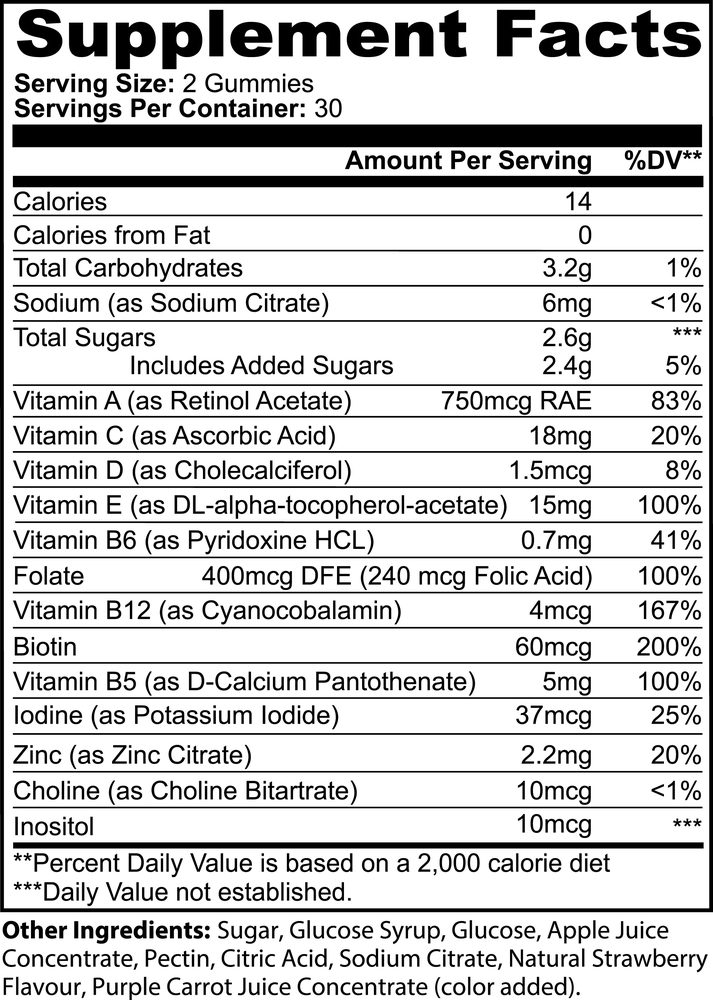 Supplement Facts
Serving Size: 2 Gummies
Servings Per Container: 30
Amount Per Serving %DV**
Calories 14
Calories from Fat 0
Total Carbohydrates 3.2g 1%
Sodium (as Sodium Citrate) 6mg <1%
Total Sugars 2.6g ***
Includes Added Sugars 2.4g 5%
Vitamin A (as Retinol Acetate) 750mcg RAE 83%
Vitamin C (as Ascorbic Acid) 18mg 20%
Vitamin D (as Cholecalciferol) 1.5mcg 8%
Vitamin E (as DL-alpha-tocopherol-acetate) 15mg 100%
Vitamin B6 (as Pyridoxine HCL) 0.7mg 41%
Folate 400mcg DFE (240 mcg Folic Acid) 100%
Vitamin B12 (as Cyanocobalamin) 4mcg 167%
Biotin 60mcg 200%
Vitamin B5 (as D-Calcium Pantothenate) 5mg 100%
Iodine (as Potassium Iodide) 37mcg 25%
Zinc (as Zinc Citrate) 2.2mg 20%
Choline (as Choline Bitartrate) 10mcg <1%
Inositol 10mcg ***
**Percent Daily Value is based on a 2,000 calorie diet
***Daily Value not established.
Other Ingredients: Sugar, Glucose Syrup, Glucose, Apple Juice
Concentrate, Pectin, Citric Acid, Sodium Citrate, Natural Strawberry
Flavour, Purple Carrot Juice Concentrate (color added).